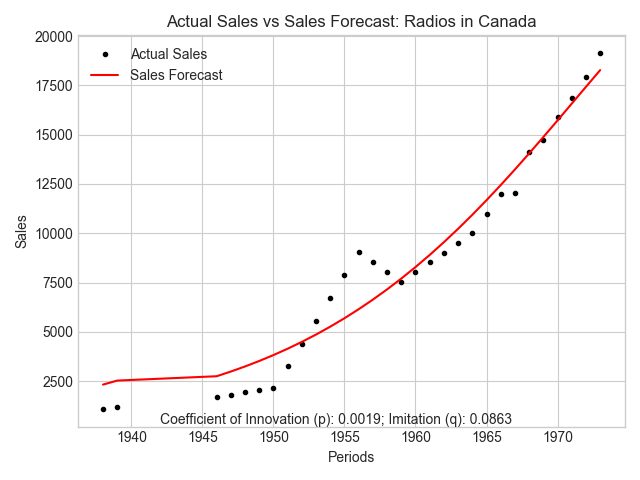 Actual Sales vs Sales Forecast: Radios in Canada
20000
17500
15000
12500
10000
7500
5000
2500
Sales
Actual Sales
Sales Forecast
Coefficient of Innovation (p): 0.0019; Imitation (q): 0.0863
1940 1945 1950 1955 1960 1965 1970
Periods